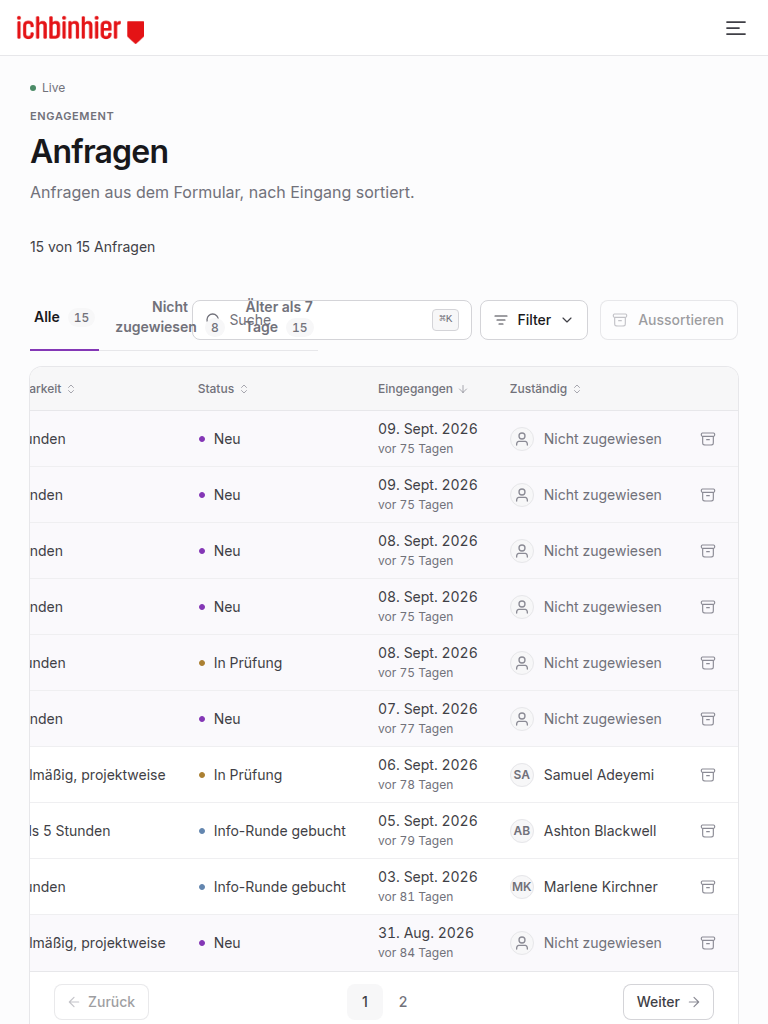 ichbinhier
Live
ENGAGEMENT
Anfragen
Anfragen aus dem Formular, nach Eingang sortiert.
15 von 15 Anfragen
Alle 15
Nicht zugewiesen 8
Älter als 7 Tage 15
Suche ⌘K
Filter
Aussortieren
arkeit Status Eingegangen Zuständig
unden Neu 09. Sept. 2026 Nicht zugewiesen
vor 75 Tagen
nden Neu 09. Sept. 2026 Nicht zugewiesen
vor 75 Tagen
nden Neu 08. Sept. 2026 Nicht zugewiesen
vor 75 Tagen
nden Neu 08. Sept. 2026 Nicht zugewiesen
vor 75 Tagen
unden In Prüfung 08. Sept. 2026 Nicht zugewiesen
vor 75 Tagen
nden Neu 07. Sept. 2026 Nicht zugewiesen
vor 77 Tagen
lmäßig, projektweise In Prüfung 06. Sept. 2026 SA Samuel Adeyemi
vor 78 Tagen
ls 5 Stunden Info-Runde gebucht 05. Sept. 2026 AB Ashton Blackwell
vor 79 Tagen
unden Info-Runde gebucht 03. Sept. 2026 MK Marlene Kirchner
vor 81 Tagen
lmäßig, projektweise Neu 31. Aug. 2026 Nicht zugewiesen
vor 84 Tagen
Zurück 1 2 Weiter